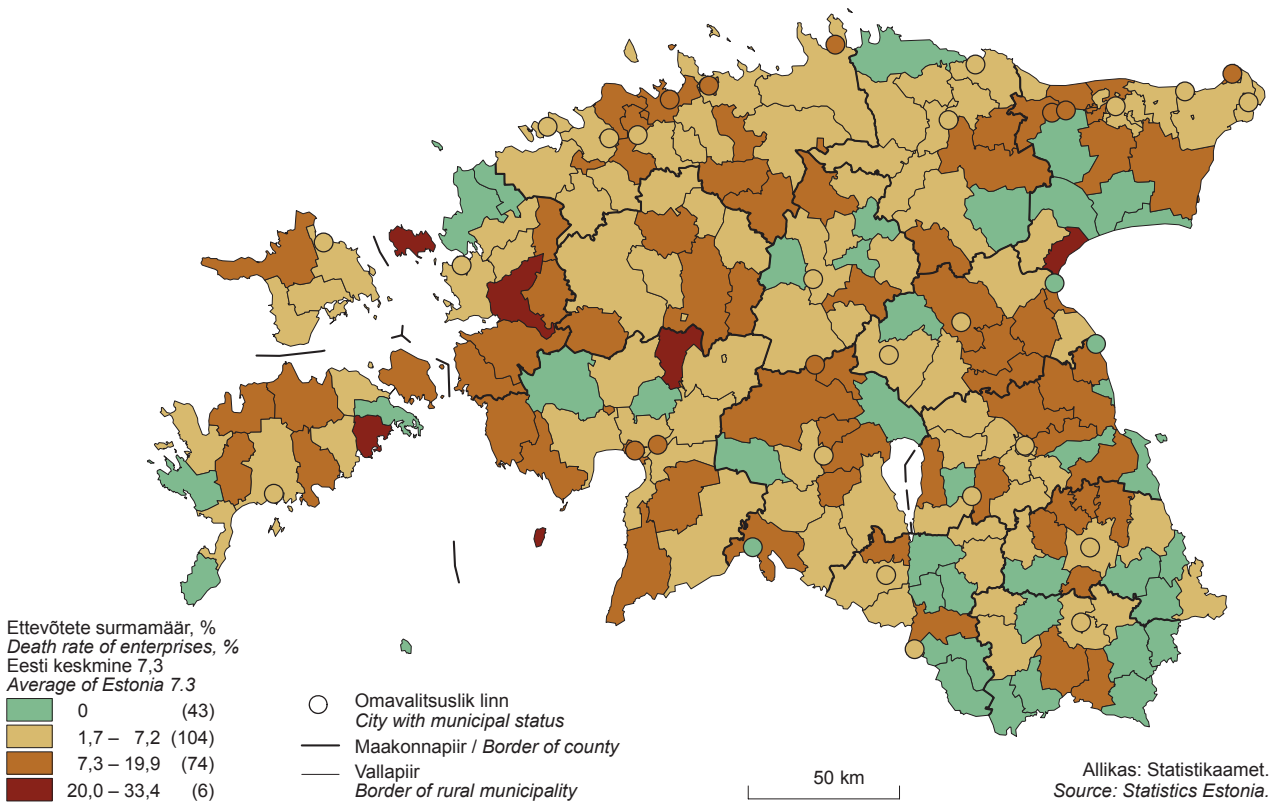 Ettevõtete surmamäär, %
Death rate of enterprises, %
Eesti keskmine 7,3
Average of Estonia 7.3
0 (43)
1,7 – 7,2 (104)
7,3 – 19,9 (74)
20,0 – 33,4 (6)
Omavalitsuslik linn
City with municipal status
Maakonnapiir / Border of county
Vallapiir
Border of rural municipality
50 km
Allikas: Statistikaamet.
Source: Statistics Estonia.